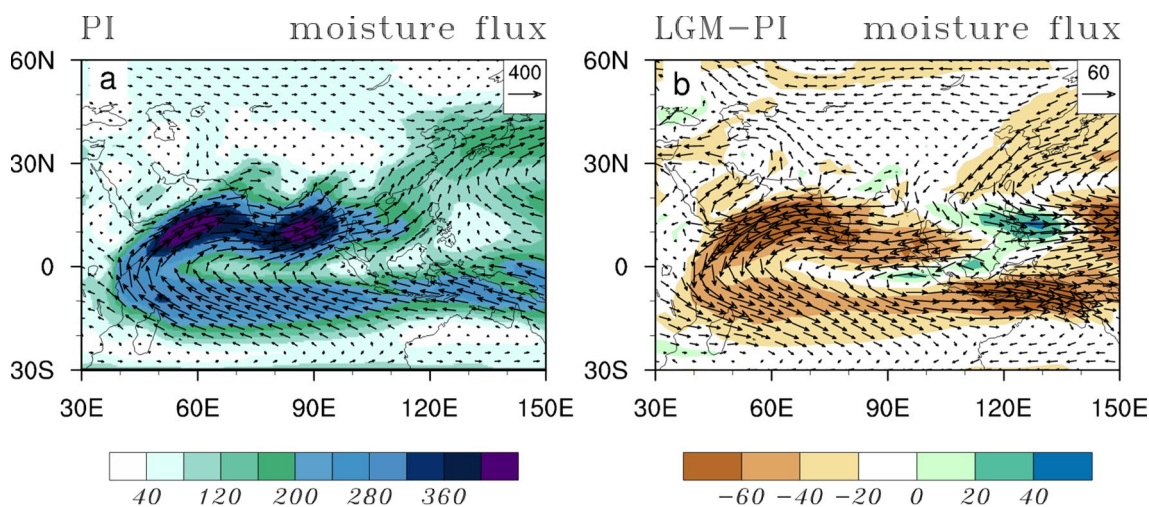 PI moisture flux
LGM−PI moisture flux
60N
30N
0
30S
30E 60E 90E 120E 150E
a
400
60N
30N
0
30S
30E 60E 90E 120E 150E
b
60
40 120 200 280 360
−60 −40 −20 0 20 40